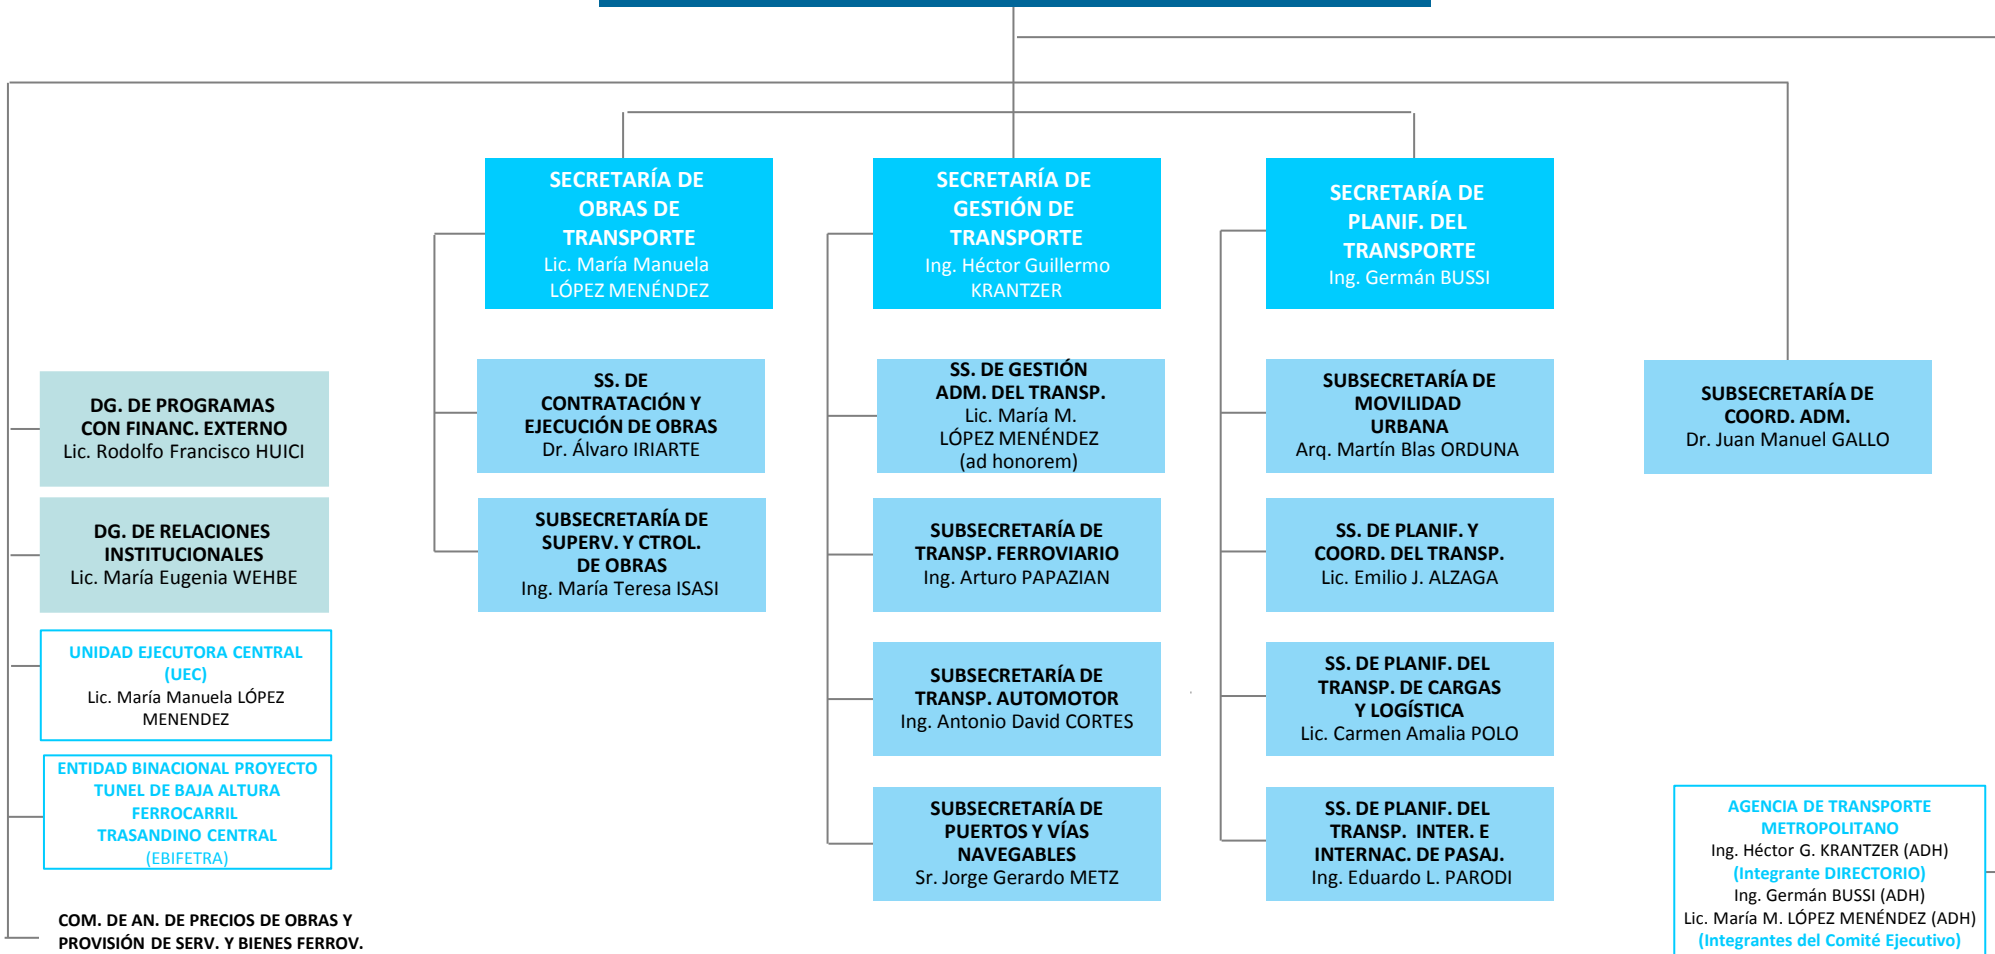 SECRETARÍA DE
OBRAS DE
TRANSPORTE
Lic. María Manuela
LÓPEZ MENÉNDEZ
SECRETARÍA DE
GESTIÓN DE
TRANSPORTE
Ing. Héctor Guillermo
KRANTZER
SECRETARÍA DE
PLANIF. DEL
TRANSPORTE
Ing. Germán BUSSI
DG. DE PROGRAMAS
CON FINANC. EXTERNO
Lic. Rodolfo Francisco HUICI
SS. DE
CONTRATACIÓN Y
EJECUCIÓN DE OBRAS
Dr. Álvaro IRIARTE
SS. DE GESTIÓN
ADM. DEL TRANSP.
Lic. María M.
LÓPEZ MENÉNDEZ
(ad honorem)
SUBSECRETARÍA DE
MOVILIDAD
URBANA
Arq. Martín Blas ORDUNA
SUBSECRETARÍA DE
COORD. ADM.
Dr. Juan Manuel GALLO
DG. DE RELACIONES
INSTITUCIONALES
Lic. María Eugenia WEHBE
SUBSECRETARÍA DE
SUPERV. Y CTROL.
DE OBRAS
Ing. María Teresa ISASI
SUBSECRETARÍA DE
TRANSP. FERROVIARIO
Ing. Arturo PAPAZIAN
SS. DE PLANIF. Y
COORD. DEL TRANSP.
Lic. Emilio J. ALZAGA
UNIDAD EJECUTORA CENTRAL
(UEC)
Lic. María Manuela LÓPEZ
MENENDEZ
SUBSECRETARÍA DE
TRANSP. AUTOMOTOR
Ing. Antonio David CORTES
SS. DE PLANIF. DEL
TRANSP. DE CARGAS
Y LOGÍSTICA
Lic. Carmen Amalia POLO
ENTIDAD BINACIONAL PROYECTO
TUNEL DE BAJA ALTURA
FERROCARRIL
TRASANDINO CENTRAL
(EBIFETRA)
SUBSECRETARÍA DE
PUERTOS Y VÍAS
NAVEGABLES
Sr. Jorge Gerardo METZ
SS. DE PLANIF. DEL
TRANSP. INTER. E
INTERNAC. DE PASAJ.
Ing. Eduardo L. PARODI
AGENCIA DE TRANSPORTE
METROPOLITANO
Ing. Héctor G. KRANTZER (ADH)
(Integrante DIRECTORIO)
Ing. Germán BUSSI (ADH)
Lic. María M. LÓPEZ MENÉNDEZ (ADH)
(Integrantes del Comité Ejecutivo)
COM. DE AN. DE PRECIOS DE OBRAS Y
PROVISIÓN DE SERV. Y BIENES FERROV.